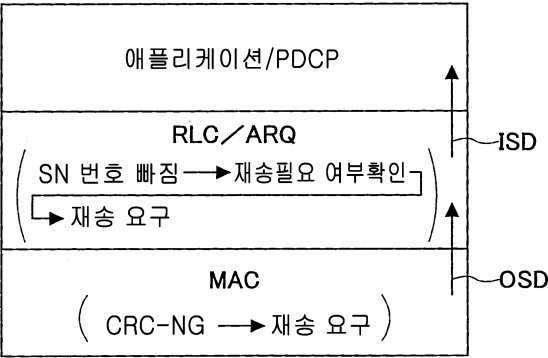 애플리케이션/PDCP
RLC／ARQ
ISD
SN 번호 빠짐 → 재송필요 여부확인
→ 재송 요구
MAC
OSD
( CRC-NG → 재송 요구 )